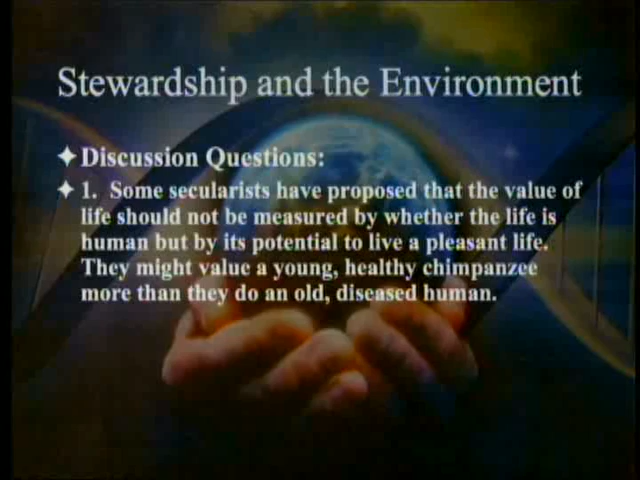 Stewardship and the Environment
Discussion Questions:
1. Some secularists have proposed that the value of
life should not be measured by whether the life is
human but by its potential to live a pleasant life.
They might value a young, healthy chimpanzee
more than they do an old, diseased human.